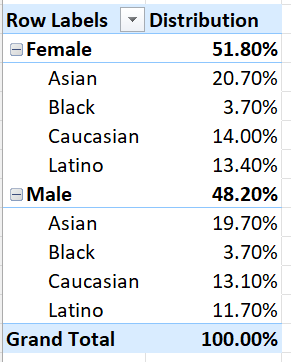 Row Labels Distribution
Female 51.80%
Asian 20.70%
Black 3.70%
Caucasian 14.00%
Latino 13.40%
Male 48.20%
Asian 19.70%
Black 3.70%
Caucasian 13.10%
Latino 11.70%
Grand Total 100.00%